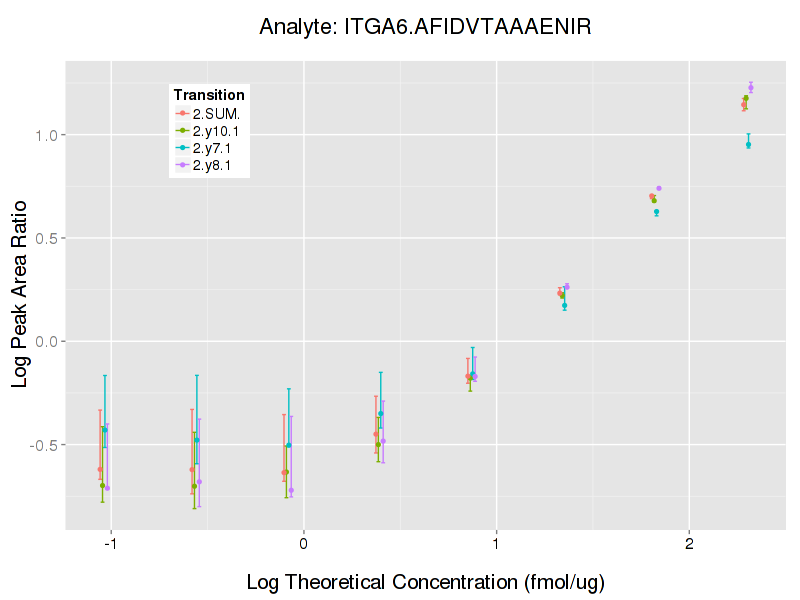 Analyte: ITGA6.AFIDVTAAAENIR
Transition
2.SUM.
2.y10.1
2.y7.1
2.y8.1
Log Peak Area Ratio
1.0
0.5
0.0
-0.5
-1 0 1 2
Log Theoretical Concentration (fmol/ug)